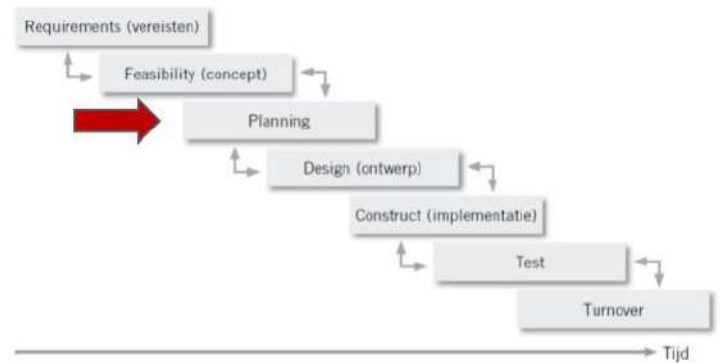 Requirements (vereisten)
Feasibility (concept)
Planning
Design (ontwerp)
Construct (implementatie)
Test
Turnover
Tijd